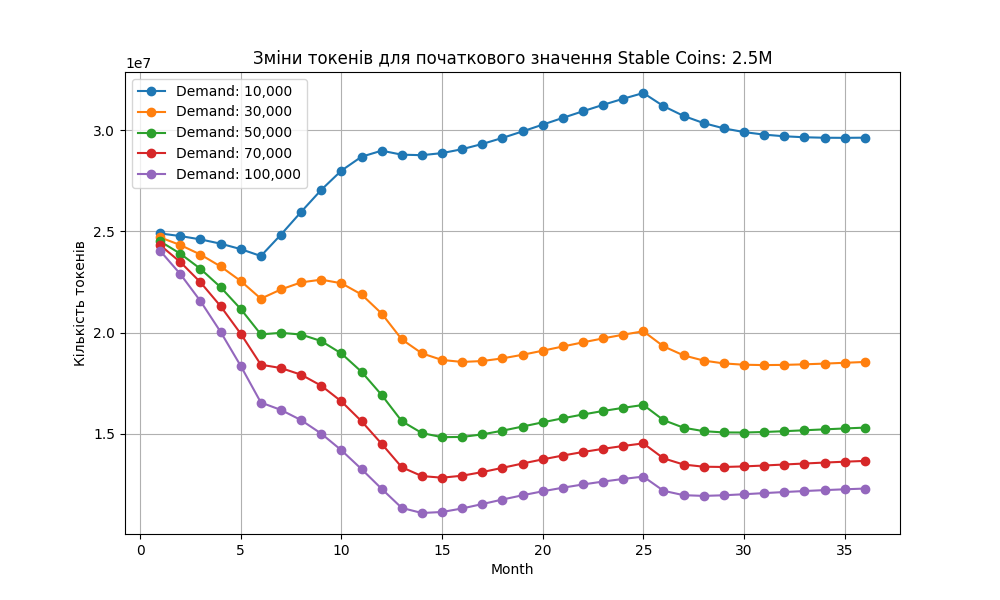 Зміни токенів для початкового значення Stable Coins: 2.5M
1e7
Demand: 10,000
Demand: 30,000
Demand: 50,000
Demand: 70,000
Demand: 100,000
3.0
2.5
2.0
1.5
Кількість токенів
0 5 10 15 20 25 30 35
Month